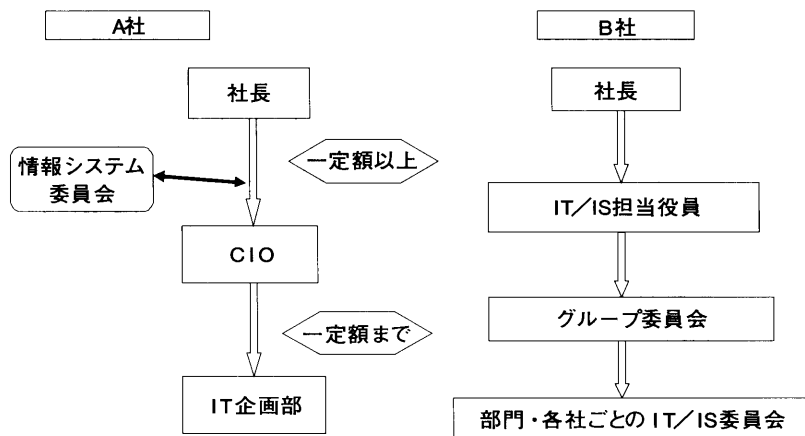 A社
社長
情報システム
委員会
一定額以上
CIO
一定額まで
IT企画部
B社
社長
IT／IS担当役員
グループ委員会
部門・各社ごとのIT／IS委員会